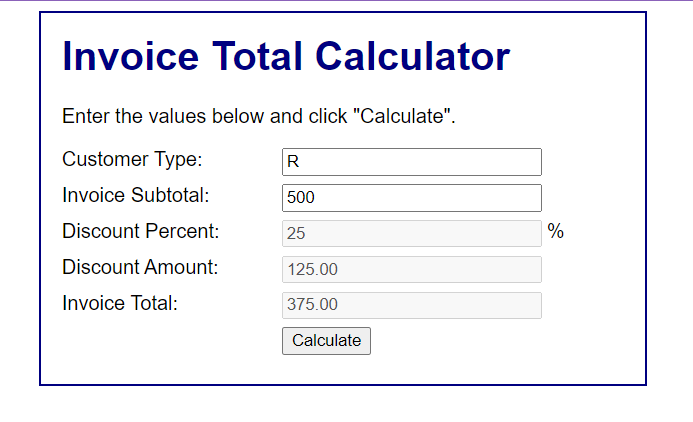 Invoice Total Calculator
Enter the values below and click "Calculate".
Customer Type: R
Invoice Subtotal: 500
Discount Percent: 25 %
Discount Amount: 125.00
Invoice Total: 375.00
Calculate